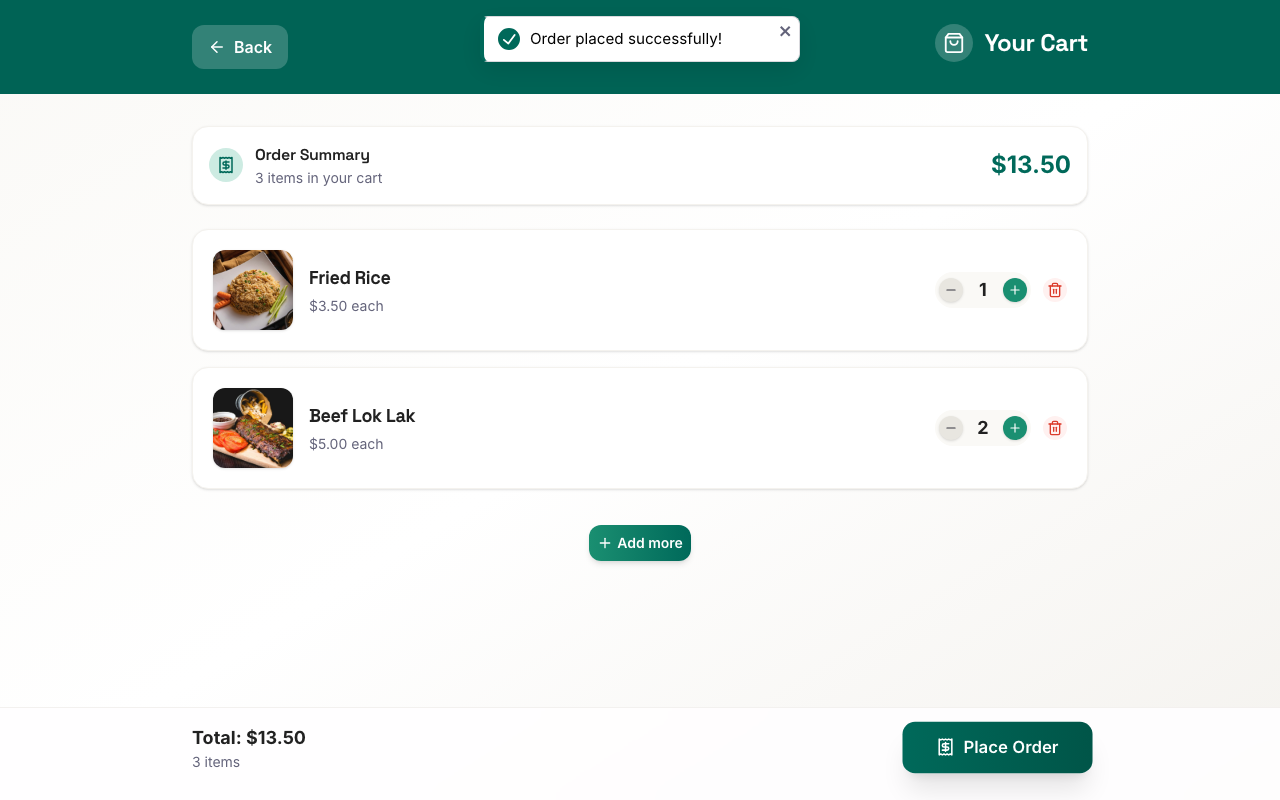 Back
Order placed successfully!
Your Cart
Order Summary
3 items in your cart
$13.50
Fried Rice
$3.50 each
1
Beef Lok Lak
$5.00 each
2
Add more
Total: $13.50
3 items
Place Order